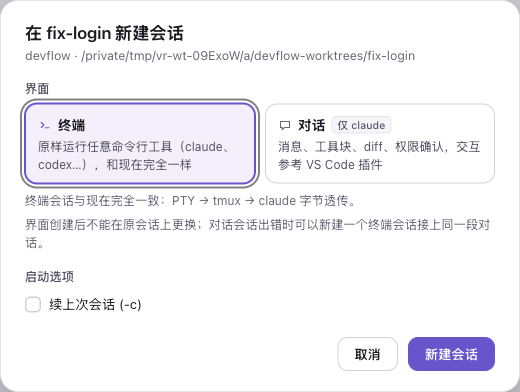 在 fix-login 新建会话
devflow · /private/tmp/vr-wt-09ExoW/a/devflow-worktrees/fix-login
界面
终端
原样运行任意命令行工具（claude、
codex…），和现在完全一样
对话 仅 claude
消息、工具块、diff、权限确认，交互
参考 VS Code 插件
终端会话与现在完全一致：PTY → tmux → claude 字节透传。
界面创建后不能在原会话上更换；对话会话出错时可以新建一个终端会话接上同一段对
话。
启动选项
续上次会话 (-c)
取消 新建会话